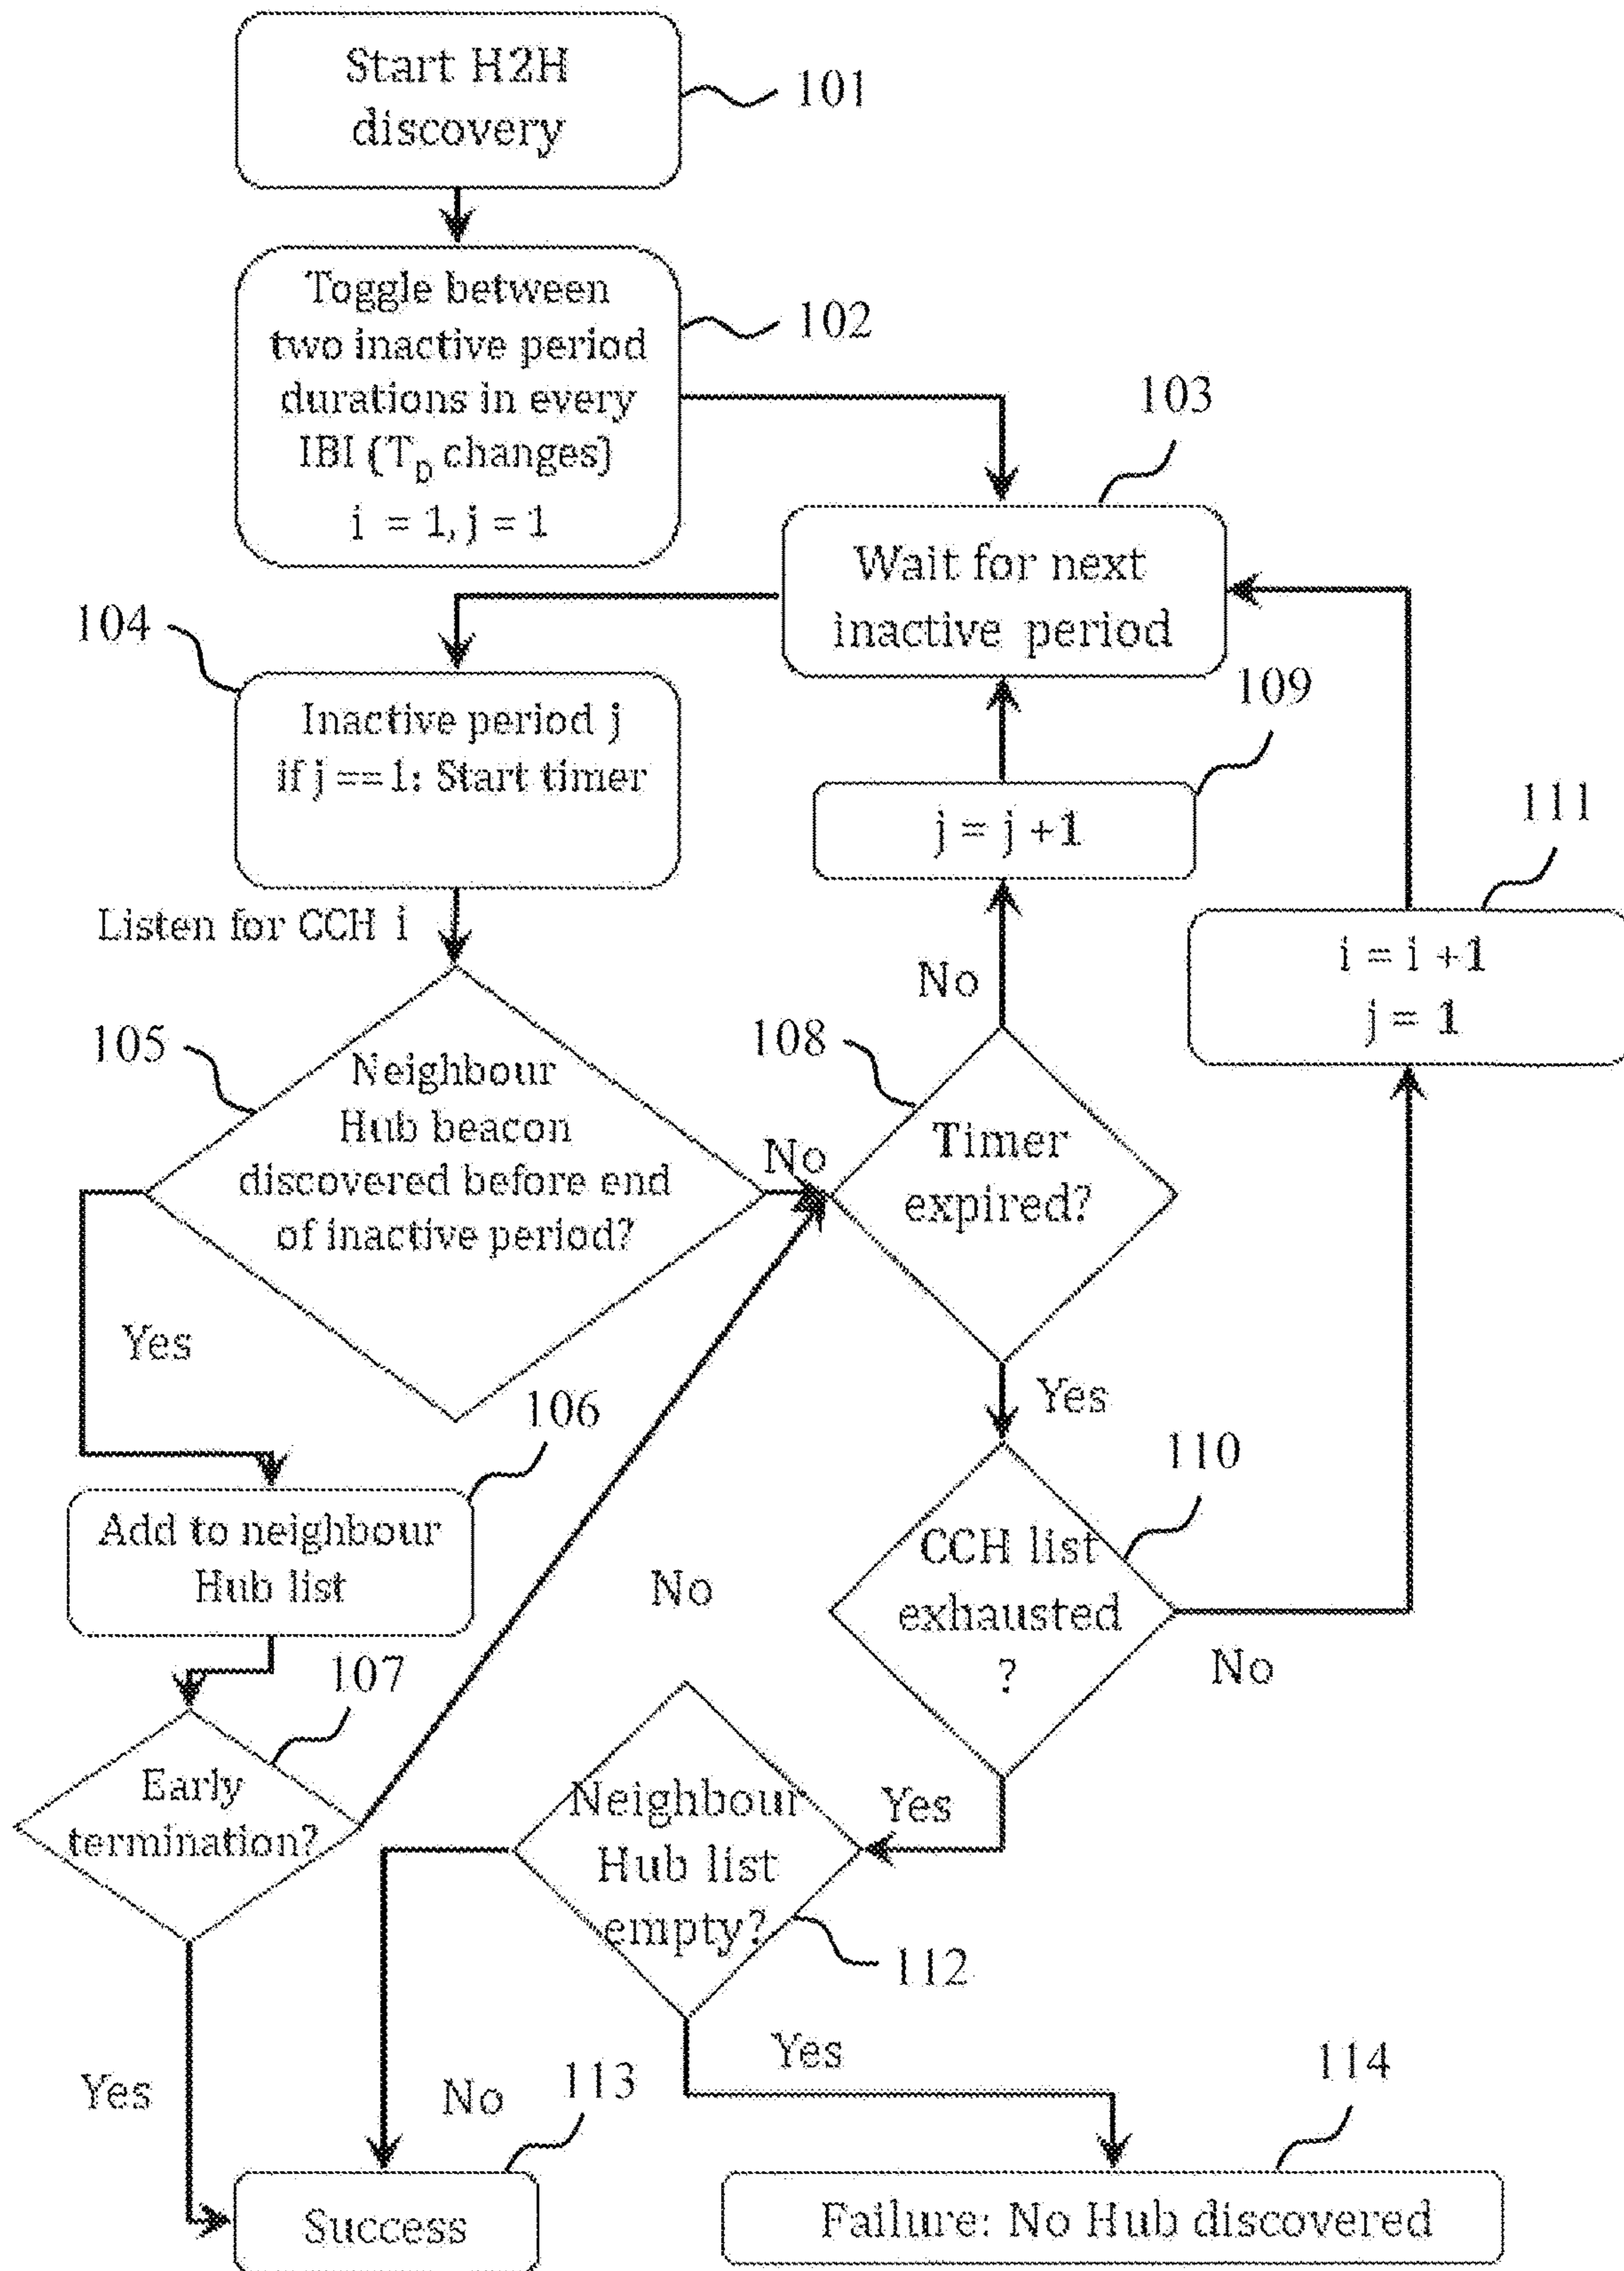 Start H2H
discovery
101
Toggle between
two inactive period
durations in every
IBI (T_D changes)
i = 1, j = 1
102
103
Wait for next
inactive period
104
Inactive period j
if j ==1: Start timer
109
j = j +1
111
i = i +1
j = 1
Listen for CCH i
No
105
Neighbour
Hub beacon
discovered before end
of inactive period?
No
108
Timer
expired?
Yes
Yes
106
Add to neighbour
Hub list
110
CCH list
exhausted
?
No
No
107
Early
termination?
Neighbour
Hub list
empty?
Yes
112
Yes
No
Yes
113
Success
114
Failure: No Hub discovered